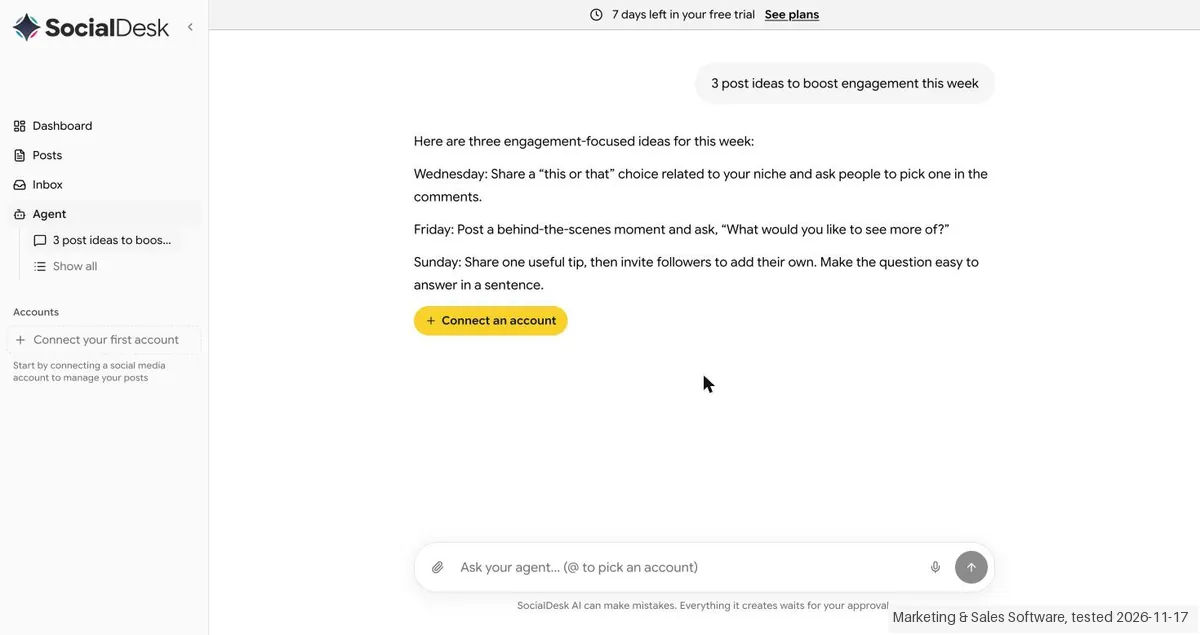 SocialDesk
7 days left in your free trial See plans
Dashboard
Posts
Inbox
Agent
3 post ideas to boos...
Show all
Accounts
+ Connect your first account
Start by connecting a social media
account to manage your posts
3 post ideas to boost engagement this week
Here are three engagement-focused ideas for this week:
Wednesday: Share a “this or that” choice related to your niche and ask people to pick one in the
comments.
Friday: Post a behind-the-scenes moment and ask, “What would you like to see more of?”
Sunday: Share one useful tip, then invite followers to add their own. Make the question easy to
answer in a sentence.
+ Connect an account
Ask your agent... (@ to pick an account)
SocialDesk AI can make mistakes. Everything it creates waits for your approval
Marketing & Sales Software, tested 2026-11-17